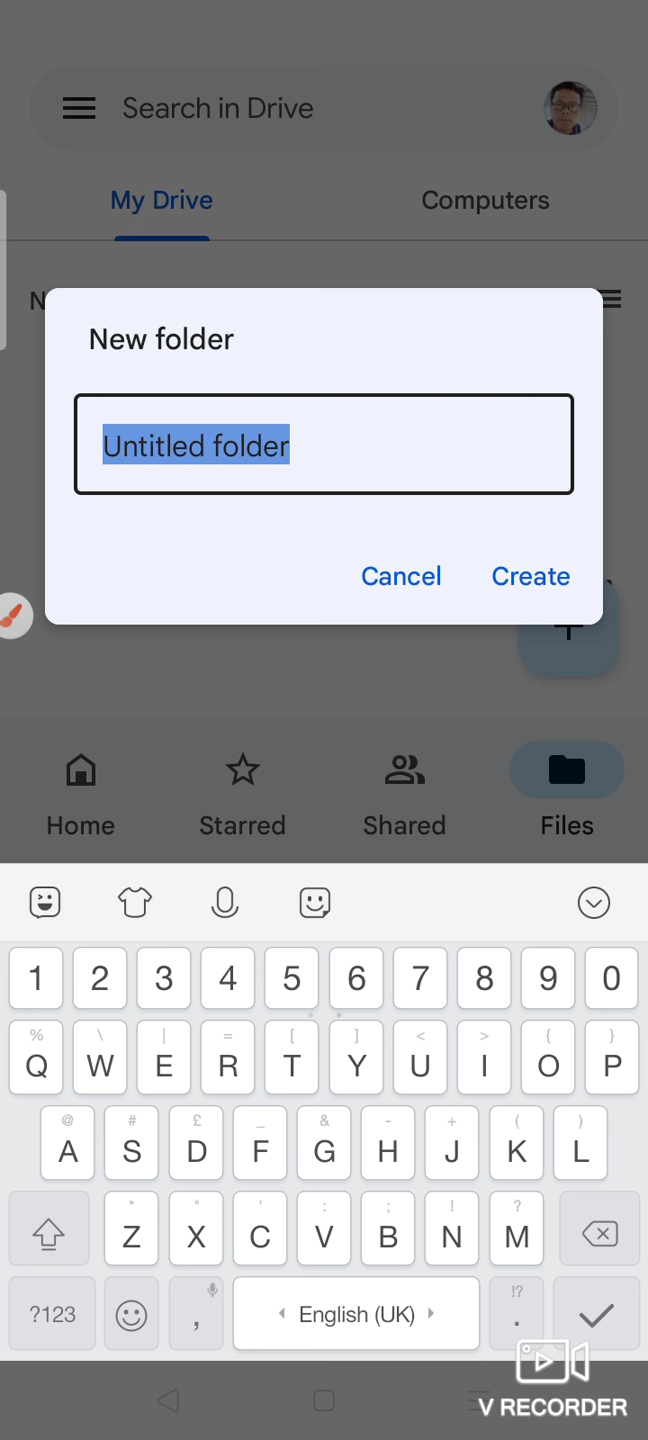 Search in Drive
My Drive Computers
N
New folder
Untitled folder
Cancel Create
Home Starred Shared Files
1 2 3 4 5 6 7 8 9 0
% \ | = [ ] < > { }
Q W E R T Y U I O P
@ # £ _ & - + ( )
A S D F G H J K L
* " ' : ; ! ?
Z X C V B N M
!?
?123 , English (UK) .
V RECORDER